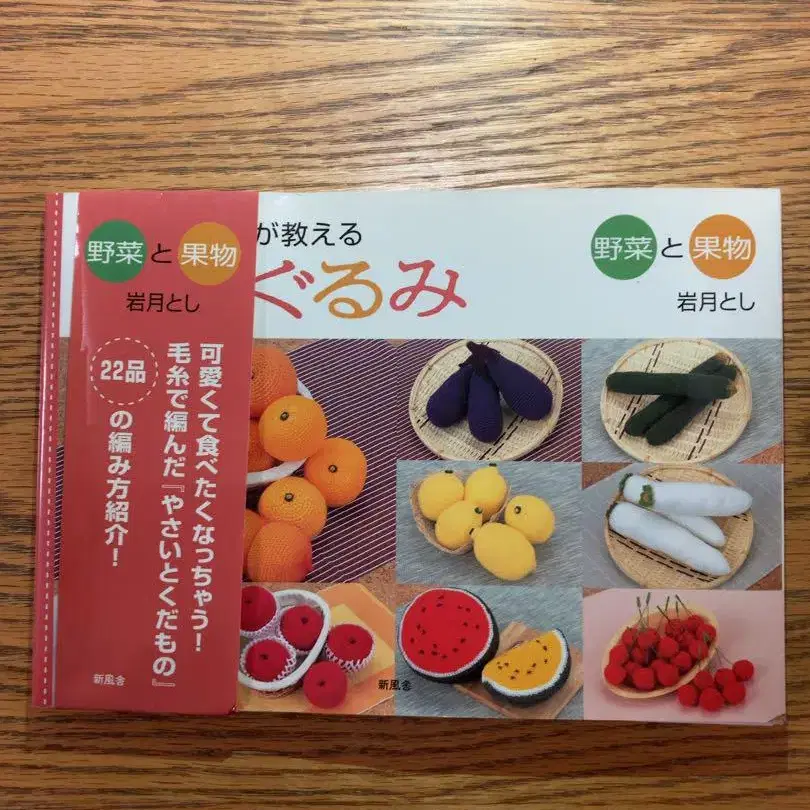 野菜と果物
岩月とし
可愛くて食べたくなっちゃう!
毛糸で編んだ『やさいとくだもの』
22品の編み方紹介!
新風舎
が教える
ぐるみ
野菜と果物
岩月とし
新風舎